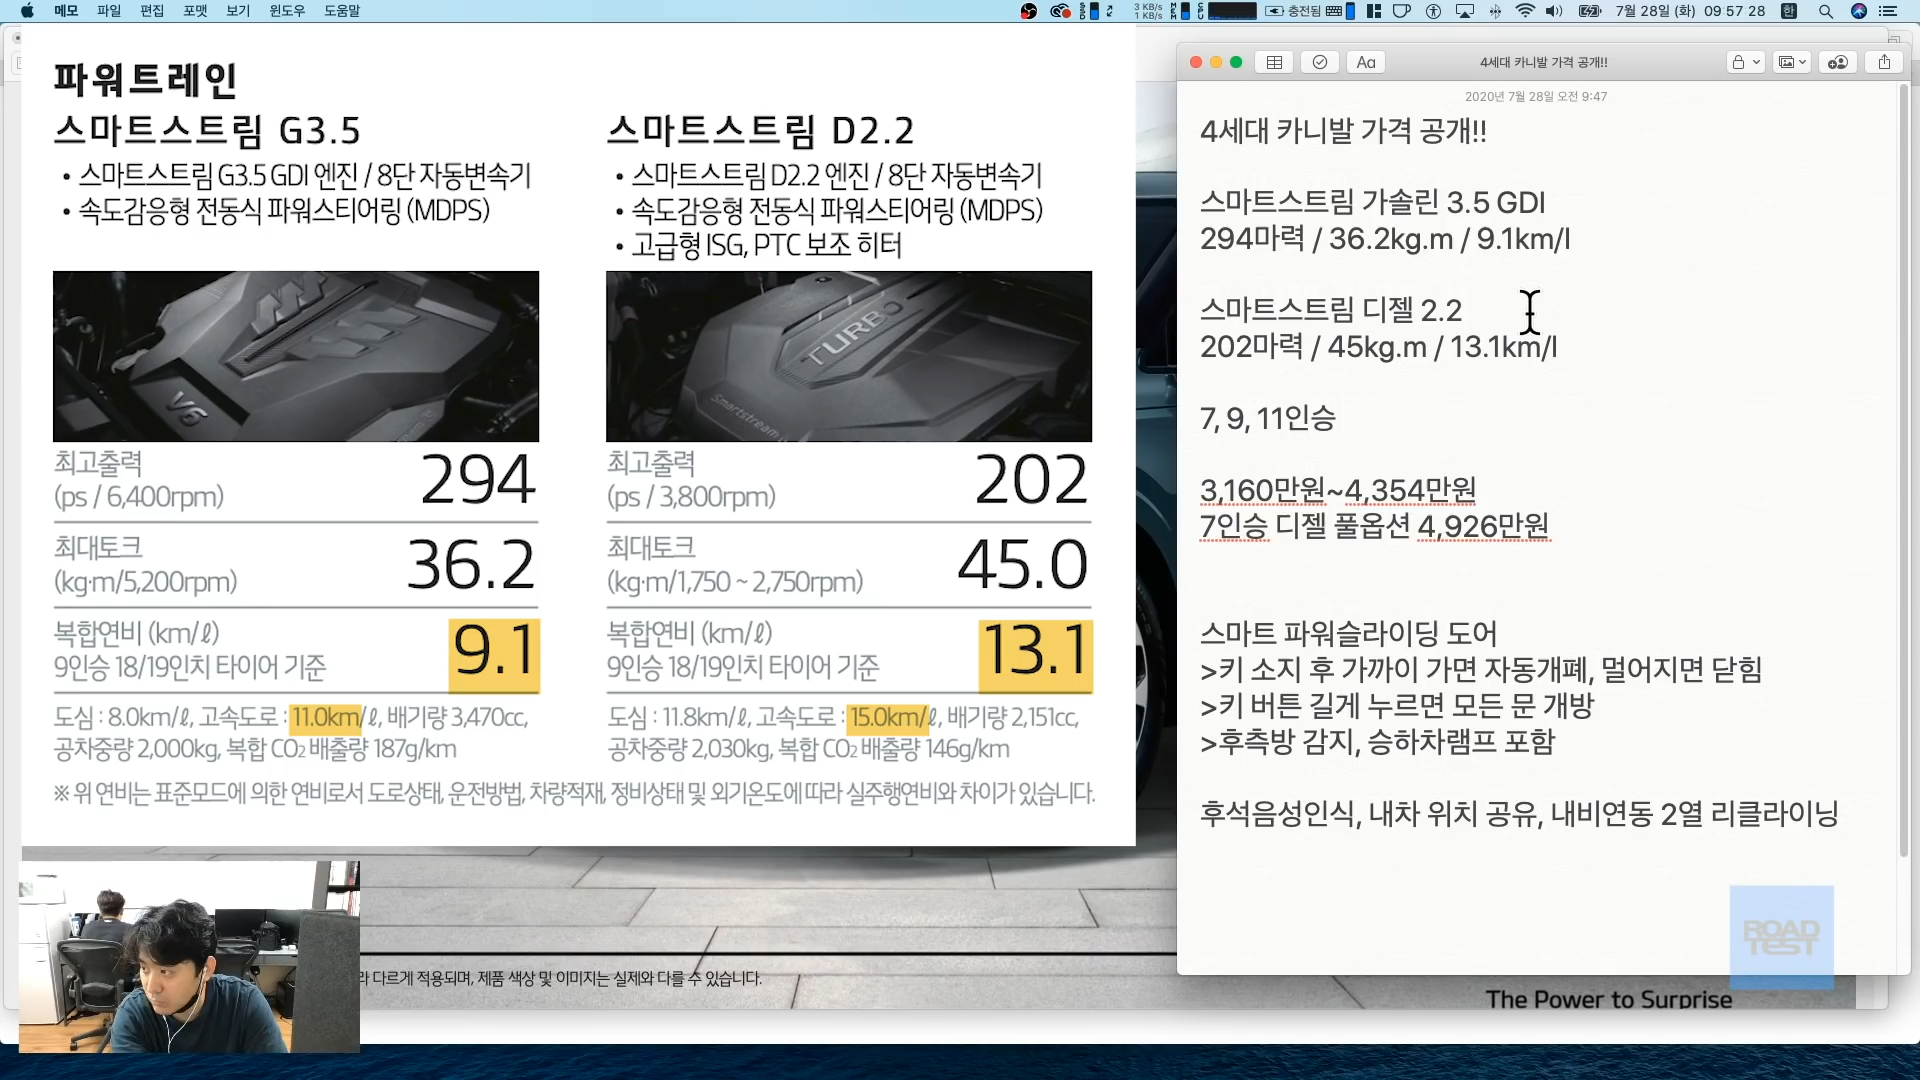 메모 파일 편집 포맷 보기 윈도우 도움말
3 KB/s
1 KB/s
충전됨
7월 28일 (화) 09:57:28
한
파워트레인
스마트스트림 G3.5
• 스마트스트림 G3.5 GDI 엔진 / 8단 자동변속기
• 속도감응형 전동식 파워스티어링 (MDPS)
V6
최고출력
(ps / 6,400rpm)
294
최대토크
(kg·m/5,200rpm)
36.2
복합연비 (km/ℓ)
9인승 18/19인치 타이어 기준
9.1
도심 : 8.0km/ℓ, 고속도로 : 11.0km/ℓ, 배기량 3,470cc,
공차중량 2,000kg, 복합 CO2 배출량 187g/km
스마트스트림 D2.2
• 스마트스트림 D2.2 엔진 / 8단 자동변속기
• 속도감응형 전동식 파워스티어링 (MDPS)
• 고급형 ISG, PTC 보조 히터
TURBO
Smartstream
최고출력
(ps / 3,800rpm)
202
최대토크
(kg·m/1,750 ~ 2,750rpm)
45.0
복합연비 (km/ℓ)
9인승 18/19인치 타이어 기준
13.1
도심 : 11.8km/ℓ, 고속도로 : 15.0km/ℓ, 배기량 2,151cc,
공차중량 2,030kg, 복합 CO2 배출량 146g/km
※ 위 연비는 표준모드에 의한 연비로서 도로상태, 운전방법, 차량적재, 정비상태 및 외기온도에 따라 실주행연비와 차이가 있습니다.
다르게 적용되며, 제품 색상 및 이미지는 실제와 다를 수 있습니다.
Aa
4세대 카니발 가격 공개!!
2020년 7월 28일 오전 9:47
4세대 카니발 가격 공개!!
스마트스트림 가솔린 3.5 GDI
294마력 / 36.2kg.m / 9.1km/l
스마트스트림 디젤 2.2
202마력 / 45kg.m / 13.1km/l
7, 9, 11인승
3,160만원~4,354만원
7인승 디젤 풀옵션 4,926만원
스마트 파워슬라이딩 도어
>키 소지 후 가까이 가면 자동개폐, 멀어지면 닫힘
>키 버튼 길게 누르면 모든 문 개방
>후측방 감지, 승하차램프 포함
후석음성인식, 내차 위치 공유, 내비연동 2열 리클라이닝
ROAD
TEST
The Power to Surprise